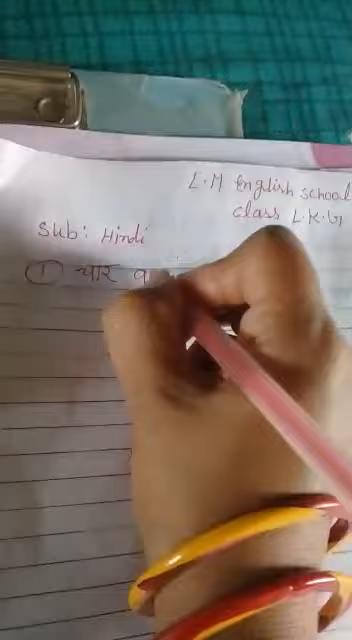 L.M English school
class L.K.G
Sub: Hindi
① चार